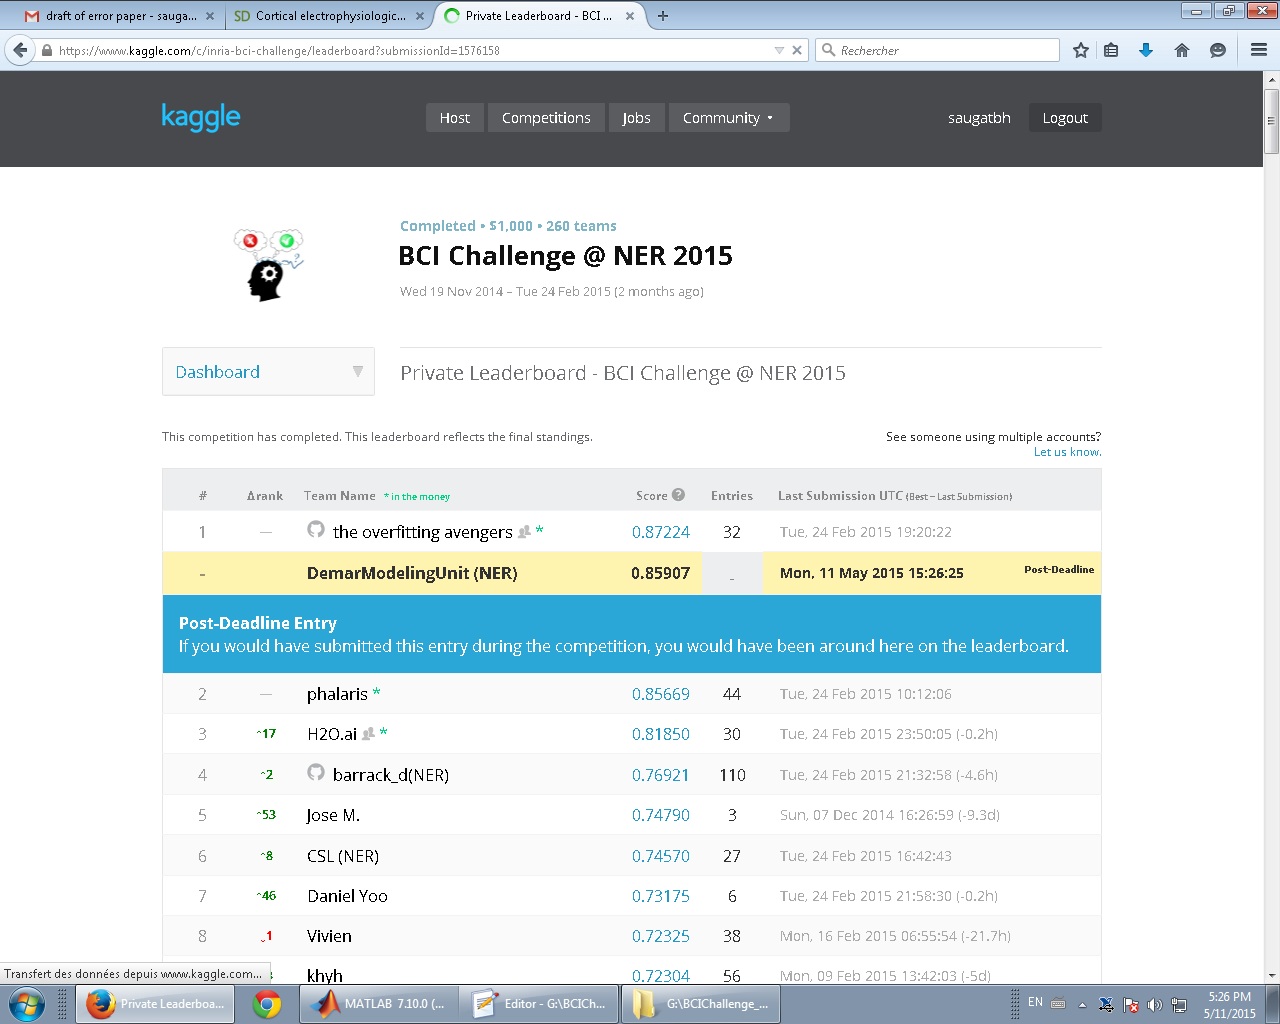 draft of error paper - sauga... × SD Cortical electrophysiologic... × Private Leaderboard - BCI ... × +
https://www.kaggle.com/c/inria-bci-challenge/leaderboard?submissionId=1576158 Rechercher
kaggle Host Competitions Jobs Community saugatbh Logout
Completed • $1,000 • 260 teams
BCI Challenge @ NER 2015
Wed 19 Nov 2014 – Tue 24 Feb 2015 (2 months ago)
Dashboard ▼ Private Leaderboard - BCI Challenge @ NER 2015
This competition has completed. This leaderboard reflects the final standings. See someone using multiple accounts?
Let us know.
# Δrank Team Name * in the money Score ? Entries Last Submission UTC (Best – Last Submission)
1 — the overfitting avengers * 0.87224 32 Tue, 24 Feb 2015 19:20:22
- DemarModelingUnit (NER) 0.85907 - Mon, 11 May 2015 15:26:25 Post-Deadline
Post-Deadline Entry
If you would have submitted this entry during the competition, you would have been around here on the leaderboard.
2 — phalaris * 0.85669 44 Tue, 24 Feb 2015 10:12:06
3 ↑17 H2O.ai * 0.81850 30 Tue, 24 Feb 2015 23:50:05 (-0.2h)
4 ↑2 barrack_d(NER) 0.76921 110 Tue, 24 Feb 2015 21:32:58 (-4.6h)
5 ↑53 Jose M. 0.74790 3 Sun, 07 Dec 2014 16:26:59 (-9.3d)
6 ↑8 CSL (NER) 0.74570 27 Tue, 24 Feb 2015 16:42:43
7 ↑46 Daniel Yoo 0.73175 6 Tue, 24 Feb 2015 21:58:30 (-0.2h)
8 ↓1 Vivien 0.72325 38 Mon, 16 Feb 2015 06:55:54 (-21.7h)
khyh 0.72304 56 Mon, 09 Feb 2015 13:42:03 (-5d)
Transfert des données depuis www.kaggle.com...
Private Leaderboa... MATLAB 7.10.0 (... Editor - G:\BCICh... G:\BCIChallenge_... EN 5:26 PM
5/11/2015